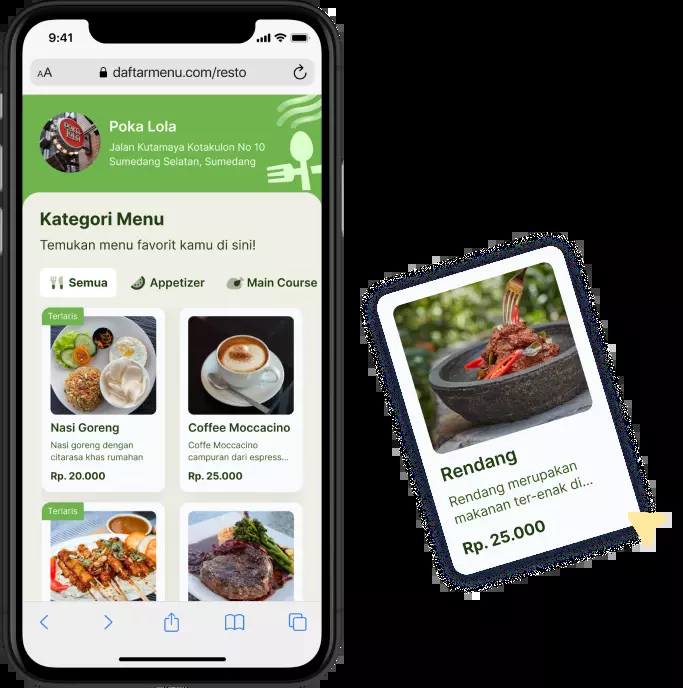 9:41
AA daftarmenu.com/resto
Poka Lola
Jalan Kutamaya Kotakulon No 10
Sumedang Selatan, Sumedang
Kategori Menu
Temukan menu favorit kamu di sini!
Semua
Appetizer
Main Course
Terlaris
Nasi Goreng
Nasi goreng dengan
citarasa khas rumahan
Rp. 20.000
Coffee Moccacino
Coffe Moccacino
campuran dari espress...
Rp. 25.000
Terlaris
Rendang
Rendang merupakan
makanan ter-enak di...
Rp. 25.000